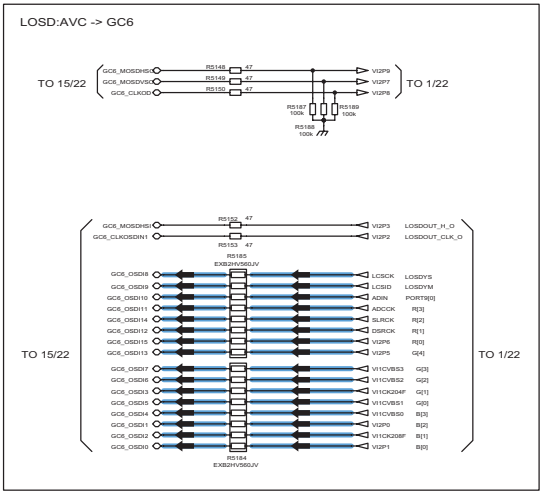 LOSD:AVC -> GC6
GC6_MOSDHSO R5148 47 VI2P9
GC6_MOSDVSO R5149 47 VI2P7
GC6_CLKOD R5150 47 VI2P8
TO 15/22 TO 1/22
R5187 100k R5189 100k
R5188 100k
GC6_MOSDHSI R5152 47 VI2P3 LOSDOUT_H_O
GC6_CLKOSDIN1 R5153 47 VI2P2 LOSDOUT_CLK_O
R5185
EXB2HV560JV
GC6_OSDI8 LCSCK LOSDYS
GC6_OSDI9 LCSID LOSDYM
GC6_OSDI10 ADIN PORT9[0]
GC6_OSDI11 ADCCK R[3]
GC6_OSDI14 SLRCK R[2]
GC6_OSDI12 DSRCK R[1]
GC6_OSDI15 VI2P6 R[0]
GC6_OSDI13 VI2P5 G[4]
TO 15/22 TO 1/22
GC6_OSDI7 VI1CVBS3 G[3]
GC6_OSDI6 VI1CVBS2 G[2]
GC6_OSDI3 VI1CK204F G[1]
GC6_OSDI5 VI1CVBS1 G[0]
GC6_OSDI4 VI1CVBS0 B[3]
GC6_OSDI1 VI2P0 B[2]
GC6_OSDI2 VI1CK208F B[1]
GC6_OSDI0 VI2P1 B[0]
R5184
EXB2HV560JV